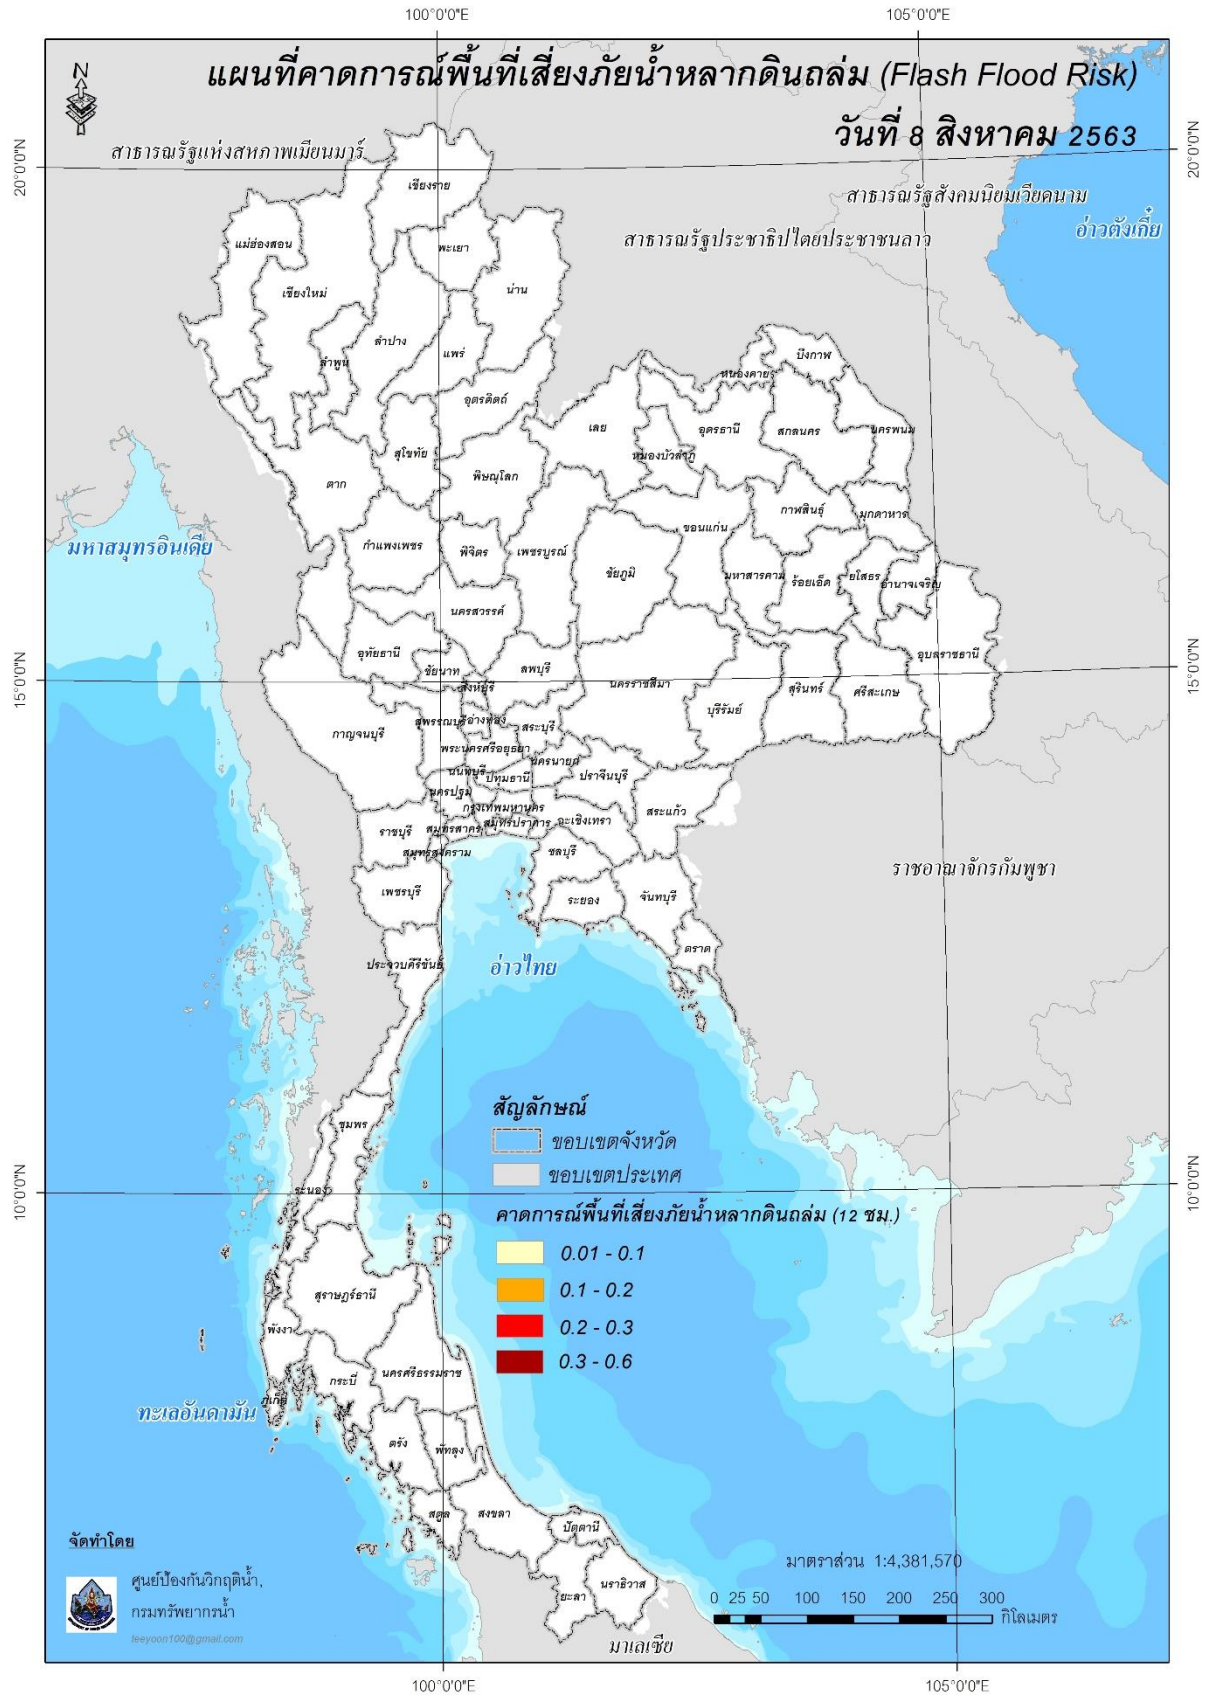 100°0'0"E
105°0'0"E
แผนที่คาดการณ์พื้นที่เสี่ยงภัยน้ำหลากดินถล่ม (Flash Flood Risk)
วันที่ 8 สิงหาคม 2563
N
20°0'0"N
20°0'0"N
สาธารณรัฐแห่งสหภาพเมียนมาร์
สาธารณรัฐสังคมนิยมเวียดนาม
สาธารณรัฐประชาธิปไตยประชาชนลาว
อ่าวตังเกี๋ย
เชียงราย
แม่ฮ่องสอน
พะเยา
เชียงใหม่
น่าน
ลำปาง
แพร่
ลำพูน
บึงกาฬ
หนองคาย
อุตรดิตถ์
เลย
อุดรธานี
สกลนคร
นครพนม
สุโขทัย
หนองบัวลำภู
ตาก
พิษณุโลก
กาฬสินธุ์
มุกดาหาร
ขอนแก่น
มหาสมุทรอินเดีย
กำแพงเพชร
พิจิตร
เพชรบูรณ์
ชัยภูมิ
มหาสารคาม
ร้อยเอ็ด
ยโสธร
อำนาจเจริญ
นครสวรรค์
อุทัยธานี
ชัยนาท
ลพบุรี
นครราชสีมา
อุบลราชธานี
15°0'0"N
15°0'0"N
สิงห์บุรี
สุรินทร์
ศรีสะเกษ
บุรีรัมย์
กาญจนบุรี
สุพรรณบุรี
อ่างทอง
สระบุรี
พระนครศรีอยุธยา
นครนายก
นนทบุรี
ปทุมธานี
ปราจีนบุรี
นครปฐม
กรุงเทพมหานคร
สระแก้ว
ราชบุรี
สมุทรสาคร
สมุทรปราการ
ฉะเชิงเทรา
สมุทรสงคราม
ชลบุรี
ราชอาณาจักรกัมพูชา
เพชรบุรี
ระยอง
จันทบุรี
ตราด
ประจวบคีรีขันธ์
อ่าวไทย
สัญลักษณ์
ขอบเขตจังหวัด
ขอบเขตประเทศ
ชุมพร
ระนอง
10°0'0"N
10°0'0"N
คาดการณ์พื้นที่เสี่ยงภัยน้ำหลากดินถล่ม (12 ชม.)
0.01 - 0.1
0.1 - 0.2
0.2 - 0.3
0.3 - 0.6
สุราษฎร์ธานี
พังงา
กระบี่
นครศรีธรรมราช
ภูเก็ต
ทะเลอันดามัน
ตรัง
พัทลุง
สตูล
สงขลา
ปัตตานี
นราธิวาส
ยะลา
มาเลเซีย
จัดทำโดย
ศูนย์ป้องกันวิกฤติน้ำ,
กรมทรัพยากรน้ำ
teeyoon100@gmail.com
มาตราส่วน 1:4,381,570
0 25 50 100 150 200 250 300
กิโลเมตร
100°0'0"E
105°0'0"E